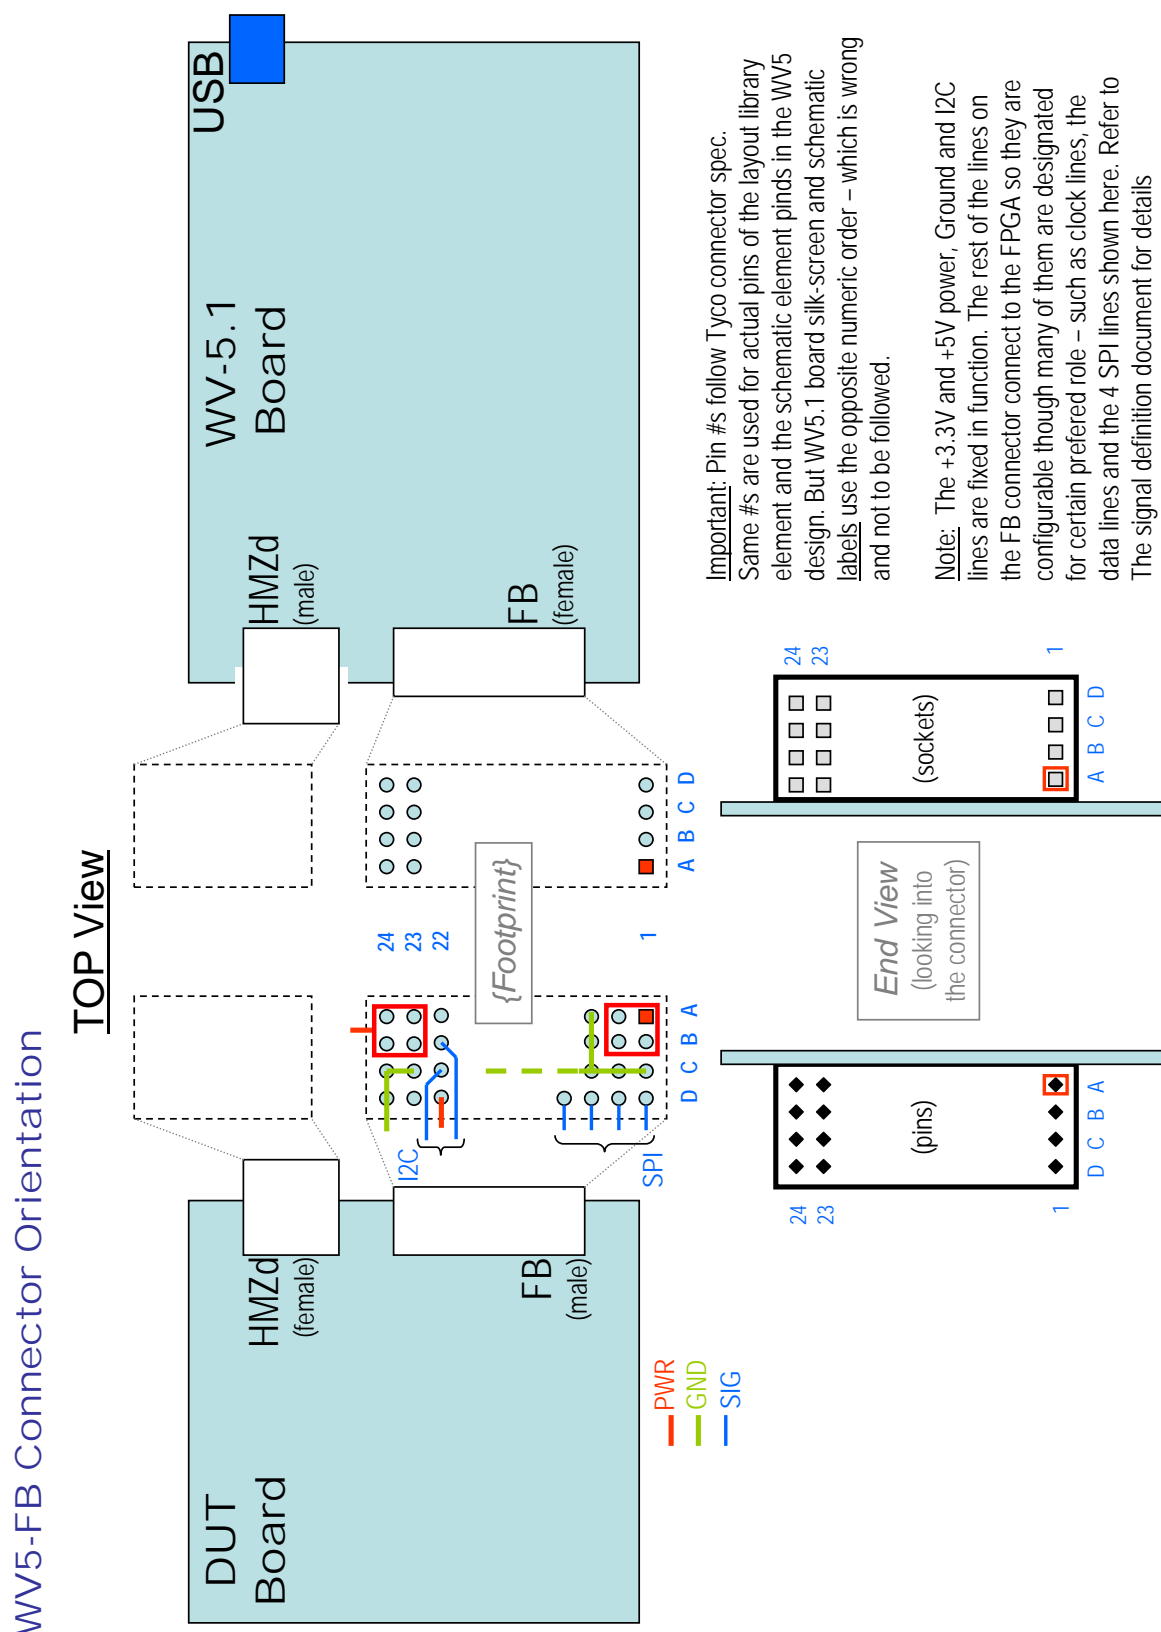 WV5-FB Connector Orientation
TOP View
DUT
Board
HMZd
(female)
FB
(male)
WV-5.1
Board
USB
HMZd
(male)
FB
(female)
I2C
SPI
D C B A
24
23
22
1
{Footprint}
A B C D
PWR
GND
SIG
24
23
1
(pins)
D C B A
End View
(looking into
the connector)
(sockets)
A B C D
24
23
1
Important: Pin #s follow Tyco connector spec.
Same #s are used for actual pins of the layout library
element and the schematic element pinds in the WV5
design. But WV5.1 board silk-screen and schematic
labels use the opposite numeric order – which is wrong
and not to be followed.
Note: The +3.3V and +5V power, Ground and I2C
lines are fixed in function. The rest of the lines on
the FB connector connect to the FPGA so they are
configurable though many of them are designated
for certain prefered role – such as clock lines, the
data lines and the 4 SPI lines shown here. Refer to
The signal definition document for details